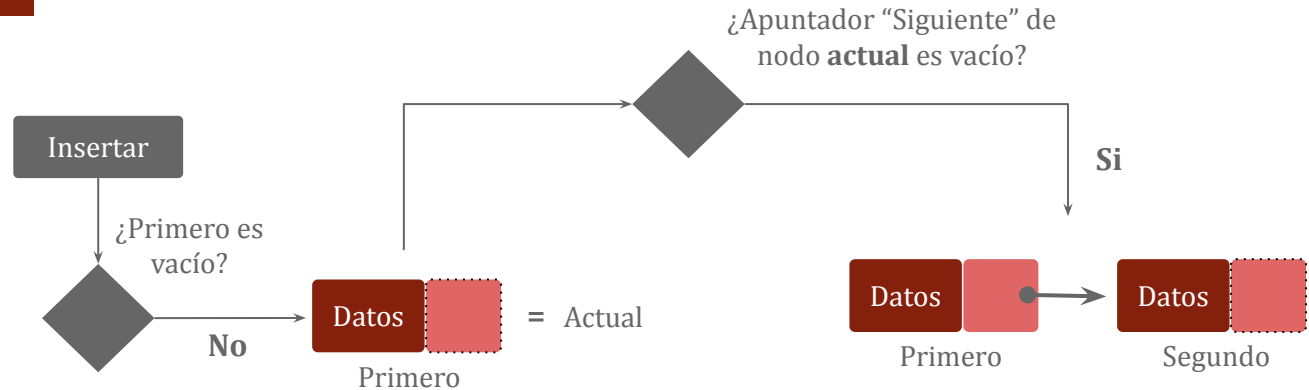 ¿Apuntador “Siguiente” de
nodo actual es vacío?
Insertar
Si
¿Primero es
vacío?
Datos
= Actual
No
Primero
Datos
Datos
Primero
Segundo